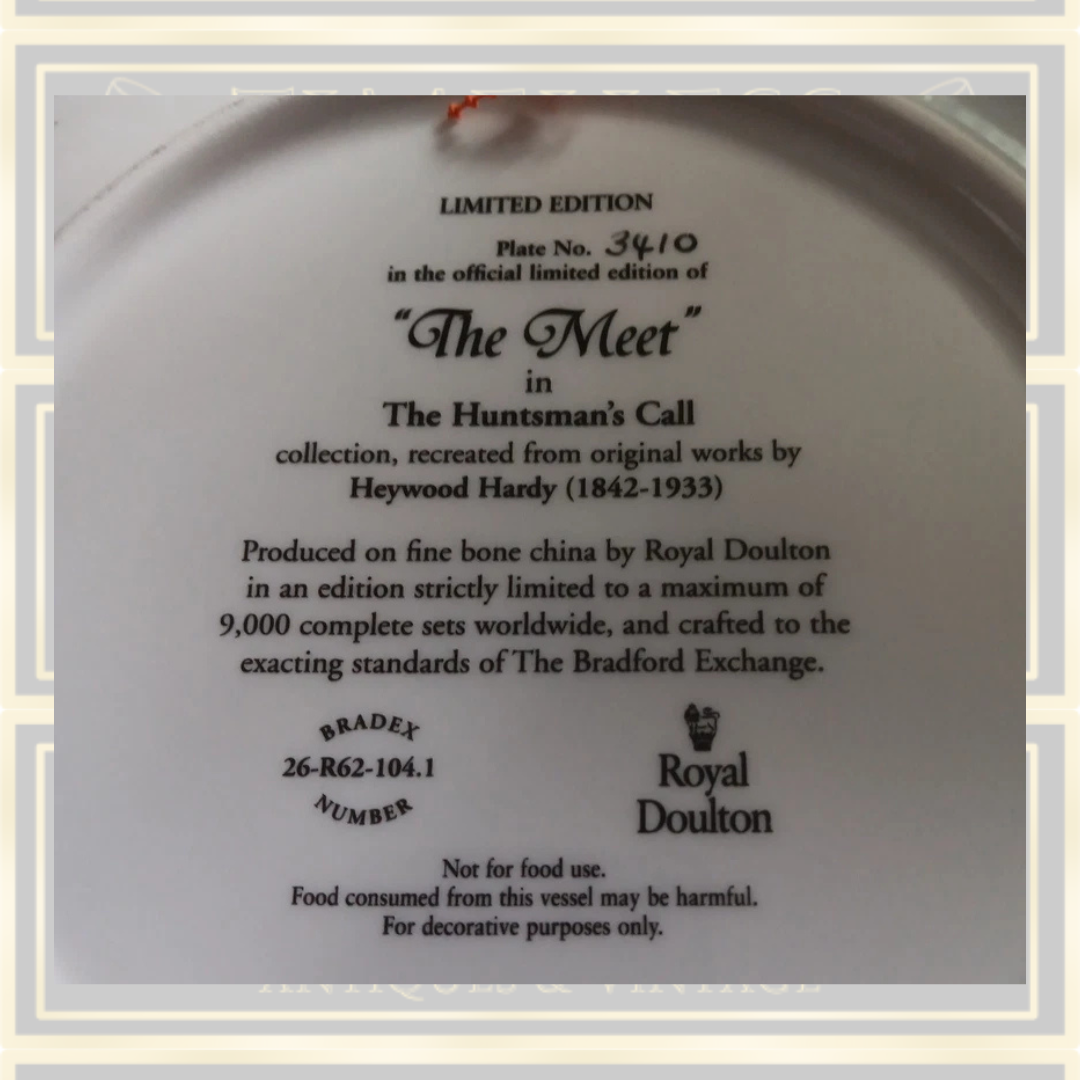 LIMITED EDITION
Plate No. 3410
in the official limited edition of
“The Meet”
in
The Huntsman’s Call
collection, recreated from original works by
Heywood Hardy (1842-1933)
Produced on fine bone china by Royal Doulton
in an edition strictly limited to a maximum of
9,000 complete sets worldwide, and crafted to the
exacting standards of The Bradford Exchange.
BRADEX
26-R62-104.1
NUMBER
Royal
Doulton
Not for food use.
Food consumed from this vessel may be harmful.
For decorative purposes only.
ANTIQUES & VINTAGE